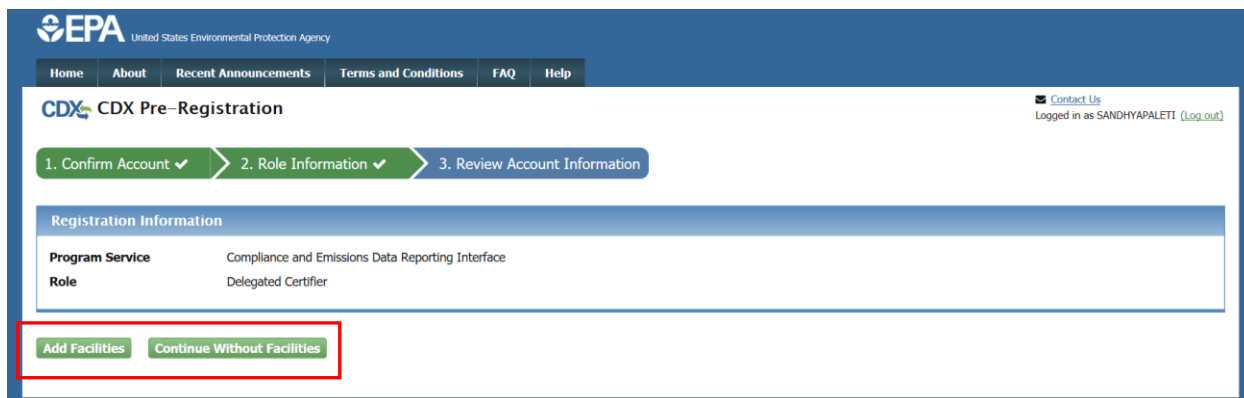 EPA United States Environmental Protection Agency
Home About Recent Announcements Terms and Conditions FAQ Help
CDX CDX Pre-Registration
Contact Us
Logged in as SANDHYAPALETI (Log out)
1. Confirm Account ✔ 2. Role Information ✔ 3. Review Account Information
Registration Information
Program Service Compliance and Emissions Data Reporting Interface
Role Delegated Certifier
Add Facilities Continue Without Facilities